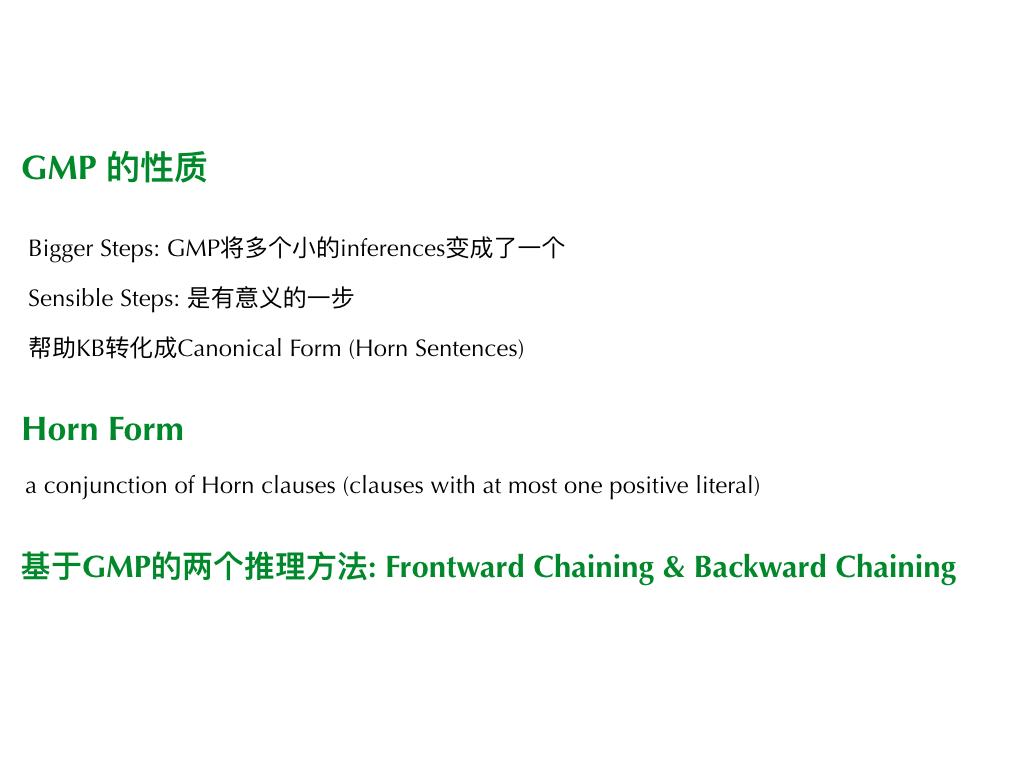 GMP 的性质
Bigger Steps: GMP将多个小的inferences变成了一个
Sensible Steps: 是有意义的一步
帮助KB转化成Canonical Form (Horn Sentences)
Horn Form
a conjunction of Horn clauses (clauses with at most one positive literal)
基于GMP的两个推理方法: Frontward Chaining & Backward Chaining